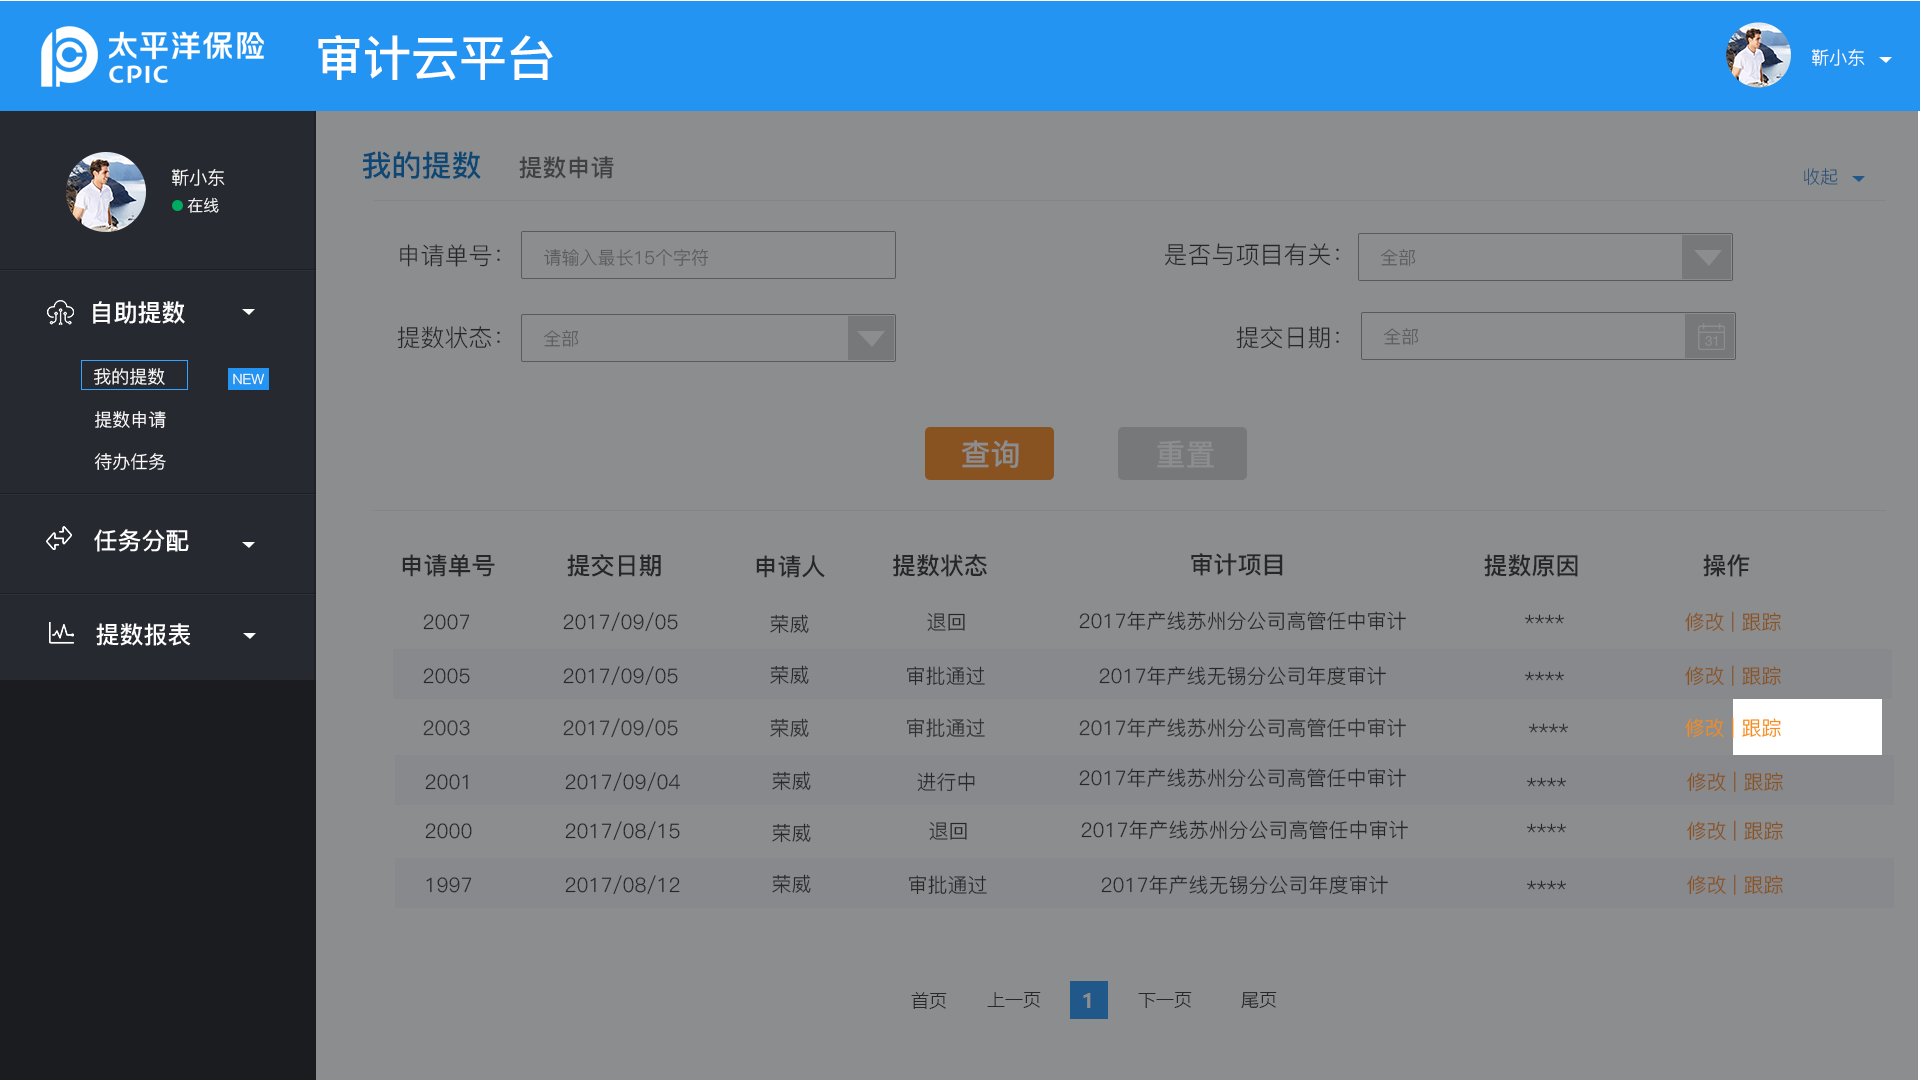 太平洋保险
CPIC
审计云平台
靳小东
靳小东
在线
自助提数
我的提数 NEW
提数申请
待办任务
任务分配
提数报表
我的提数 提数申请
收起
申请单号: 请输入最长15个字符 是否与项目有关: 全部
提数状态: 全部 提交日期: 全部 31
查询 重置
申请单号 提交日期 申请人 提数状态 审计项目 提数原因 操作
2007 2017/09/05 荣威 退回 2017年产线苏州分公司高管任中审计 **** 修改 | 跟踪
2005 2017/09/05 荣威 审批通过 2017年产线无锡分公司年度审计 **** 修改 | 跟踪
2003 2017/09/05 荣威 审批通过 2017年产线苏州分公司高管任中审计 **** 修改 | 跟踪
2001 2017/09/04 荣威 进行中 2017年产线苏州分公司高管任中审计 **** 修改 | 跟踪
2000 2017/08/15 荣威 退回 2017年产线苏州分公司高管任中审计 **** 修改 | 跟踪
1997 2017/08/12 荣威 审批通过 2017年产线无锡分公司年度审计 **** 修改 | 跟踪
首页 上一页 1 下一页 尾页